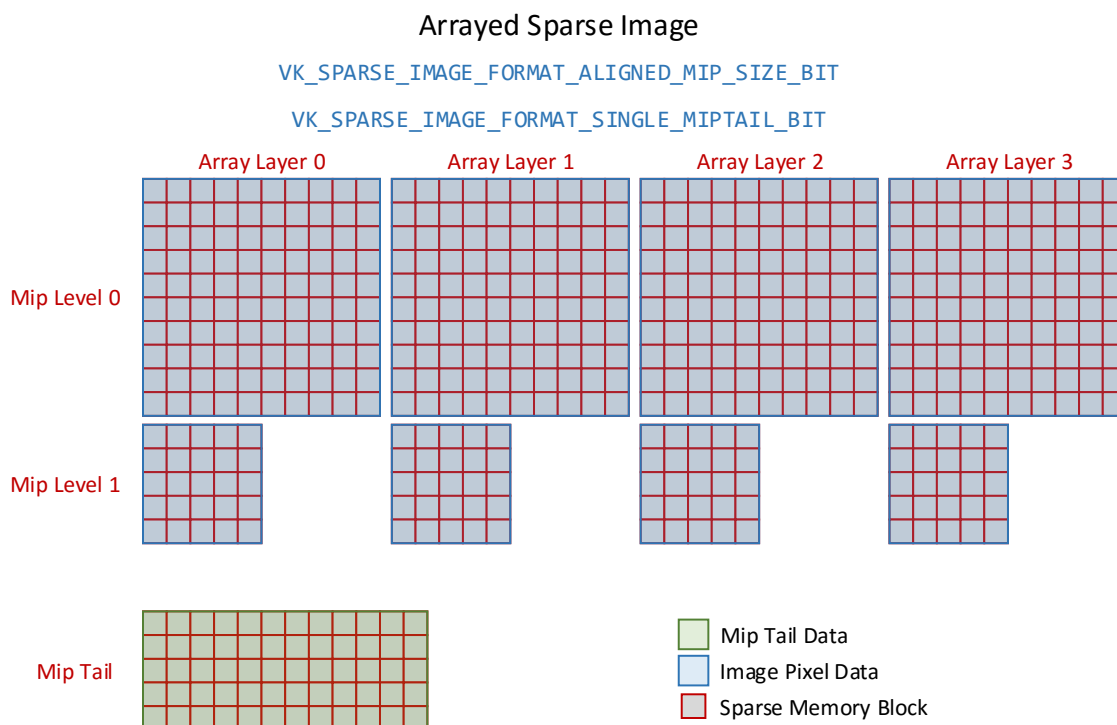 Arrayed Sparse Image
VK_SPARSE_IMAGE_FORMAT_ALIGNED_MIP_SIZE_BIT
VK_SPARSE_IMAGE_FORMAT_SINGLE_MIPTAIL_BIT
Array Layer 0
Array Layer 1
Array Layer 2
Array Layer 3
Mip Level 0
Mip Level 1
Mip Tail
Mip Tail Data
Image Pixel Data
Sparse Memory Block